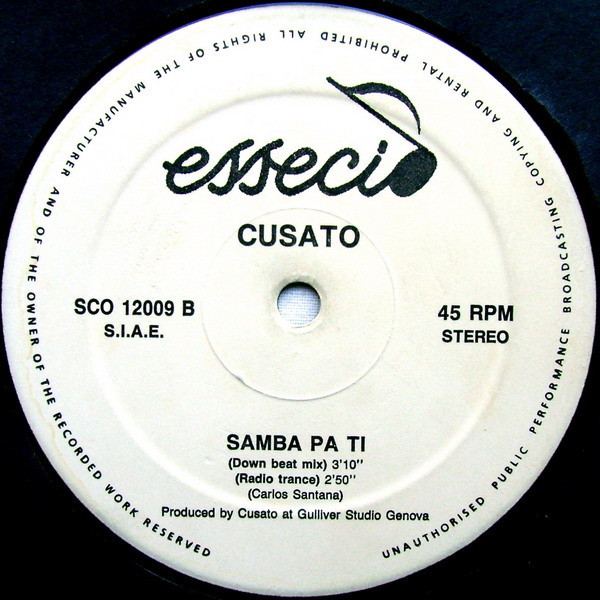 ALL RIGHTS OF THE MANUFACTURER AND OF THE OWNER OF THE RECORDED WORK RESERVED
UNAUTHORISED PUBLIC PERFORMANCE BROADCASTING COPYING AND RENTAL PROHIBITED
esseci
CUSATO
SCO 12009 B
S.I.A.E.
45 RPM
STEREO
SAMBA PA TI
(Down beat mix) 3'10''
(Radio trance) 2'50''
(Carlos Santana)
Produced by Cusato at Gulliver Studio Genova